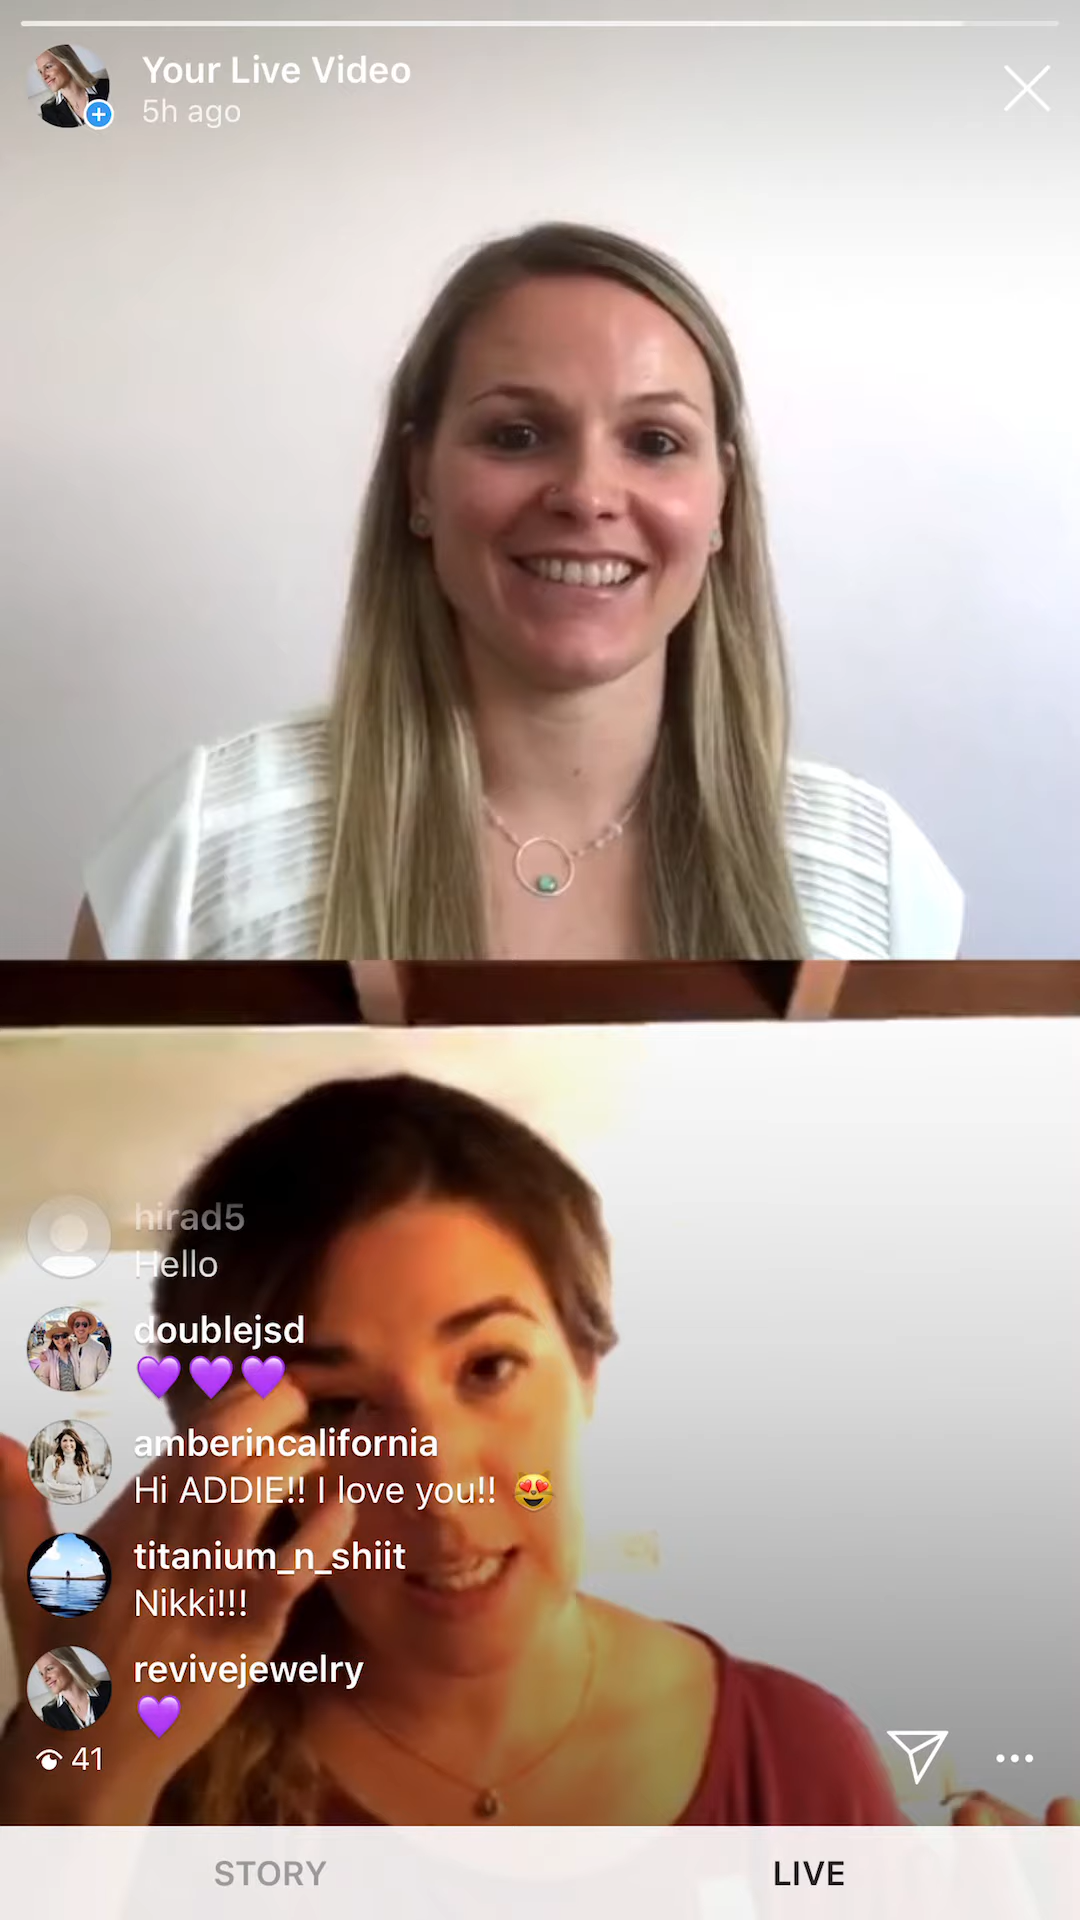 Your Live Video
5h ago
hirad5
Hello
doublejsd
💜💜💜
amberincalifornia
Hi ADDIE!! I love you!! 😻
titanium_n_shiit
Nikki!!!
revivejewelry
💜
41
STORY
LIVE